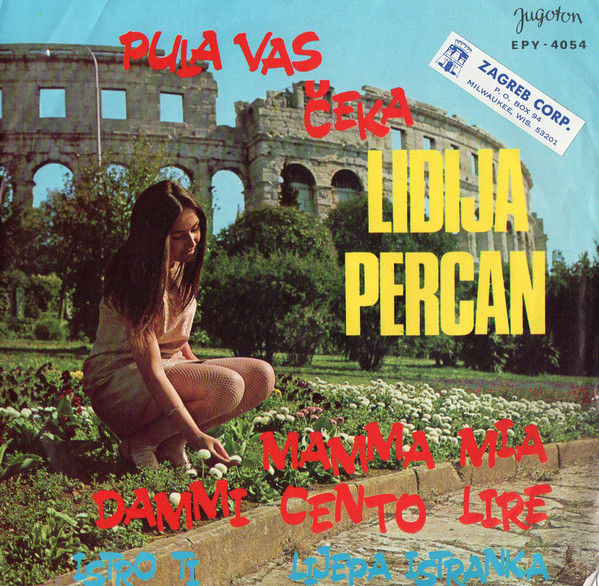 Jugoton
EPY-4054
ZAGREB CORP.
P. O. BOX 94
MILWAUKEE, WIS. 53201
PULA VAS
ČEKA
LIDIJA
PERCAN
MAMMA MIA
DAMMI CENTO LIRE
ISTRO TI LIJEPA ISTRANKA